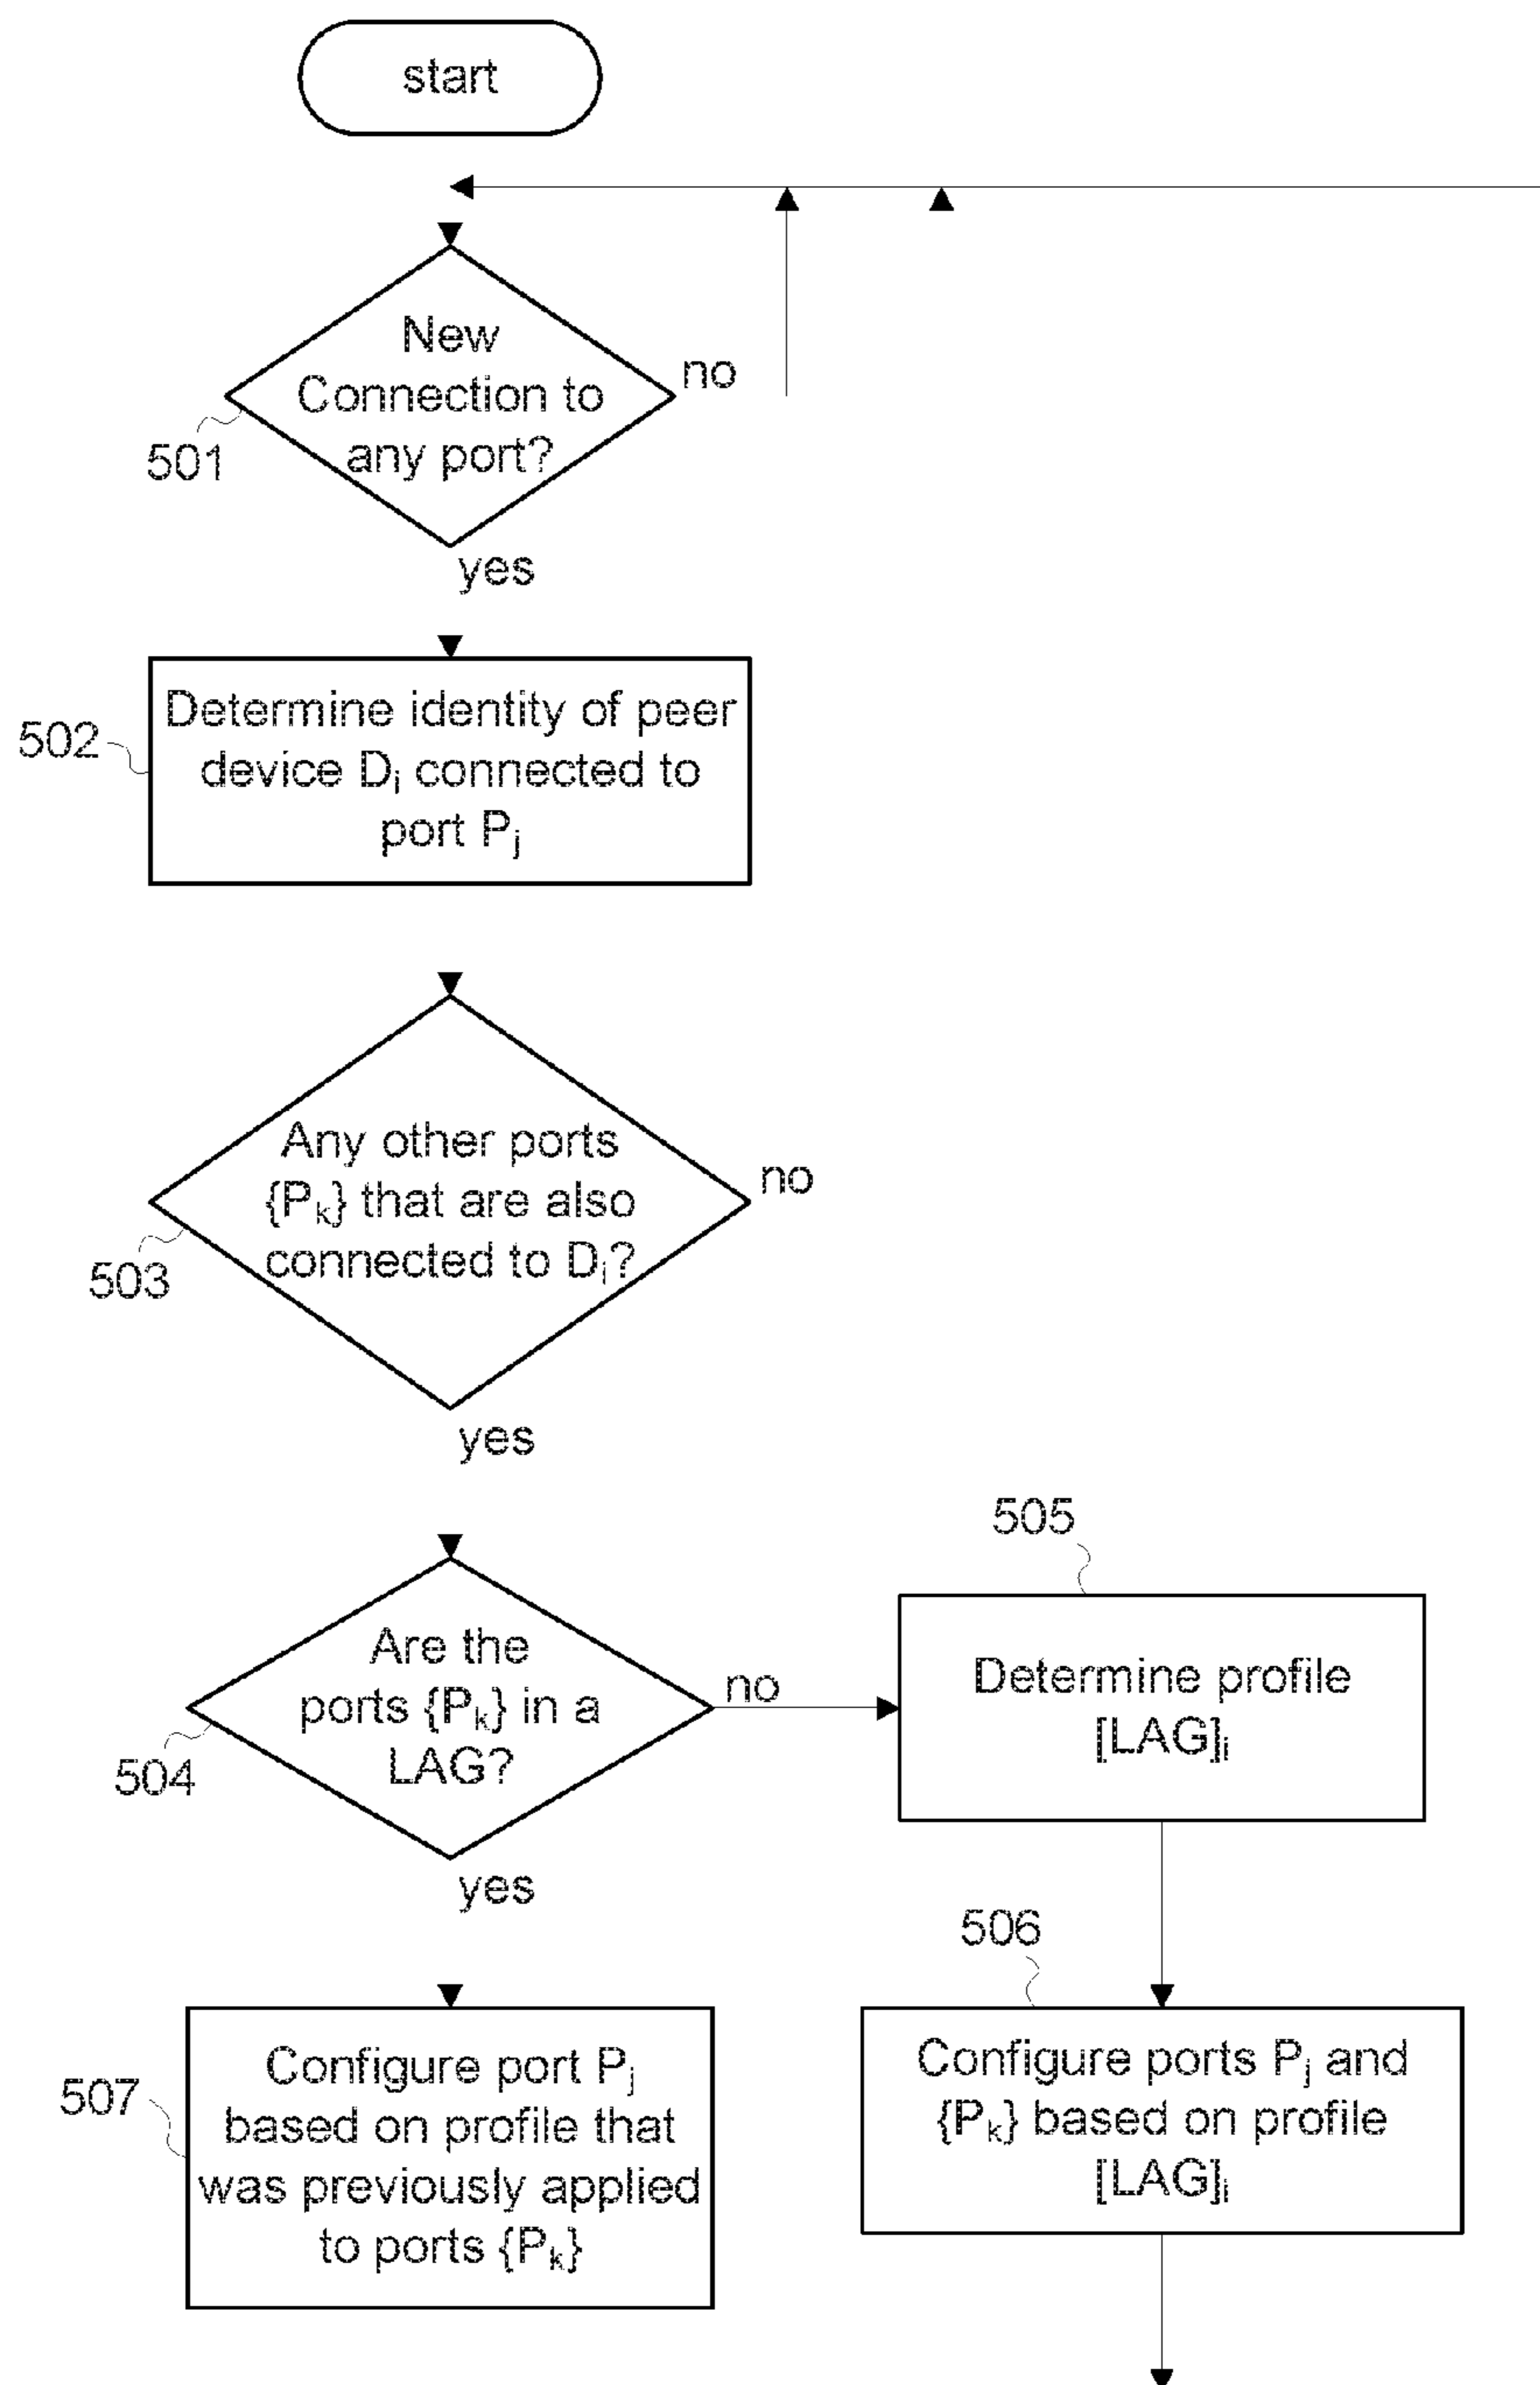 start
New
Connection to
any port?
no
501
yes
Determine identity of peer
device Di connected to
port Pj
502
Any other ports
{Pk} that are also
connected to Di?
no
503
yes
505
Are the
ports {Pk} in a
LAG?
no
504
Determine profile
[LAG]i
yes
506
Configure port Pj
based on profile that
was previously applied
to ports {Pk}
507
Configure ports Pj and
{Pk} based on profile
[LAG]i